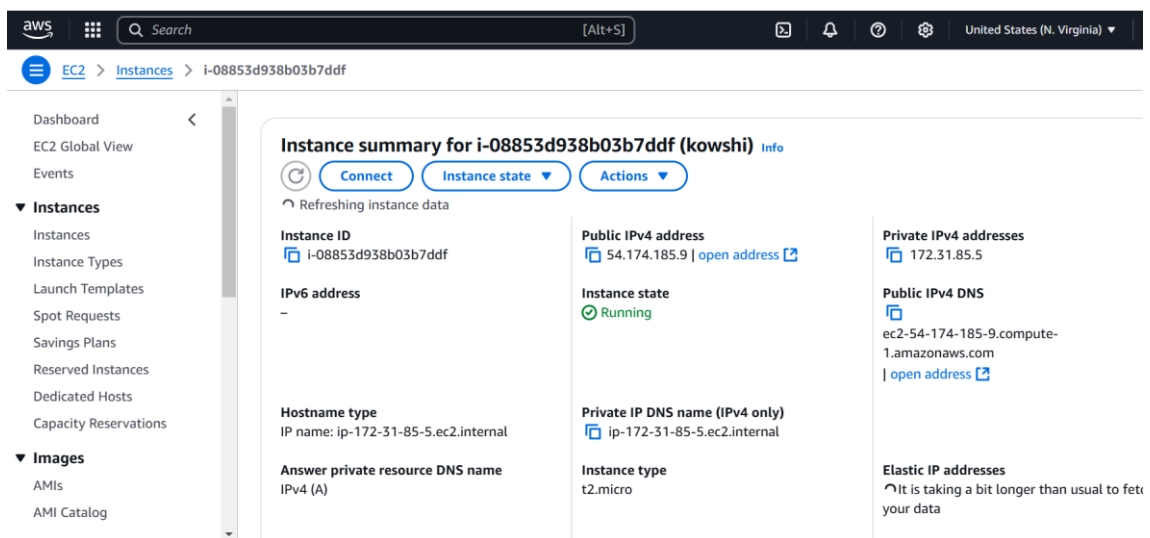 aws
Search [Alt+S] United States (N. Virginia) ▼
EC2 > Instances > i-08853d938b03b7ddf
Dashboard
EC2 Global View
Events
▼ Instances
Instances
Instance Types
Launch Templates
Spot Requests
Savings Plans
Reserved Instances
Dedicated Hosts
Capacity Reservations
▼ Images
AMIs
AMI Catalog
Instance summary for i-08853d938b03b7ddf (kowshi) Info
Connect Instance state ▼ Actions ▼
Refreshing instance data
Instance ID
i-08853d938b03b7ddf
Public IPv4 address
54.174.185.9 | open address
Private IPv4 addresses
172.31.85.5
IPv6 address
–
Instance state
Running
Public IPv4 DNS
ec2-54-174-185-9.compute-
1.amazonaws.com
| open address
Hostname type
IP name: ip-172-31-85-5.ec2.internal
Private IP DNS name (IPv4 only)
ip-172-31-85-5.ec2.internal
Answer private resource DNS name
IPv4 (A)
Instance type
t2.micro
Elastic IP addresses
It is taking a bit longer than usual to fetc
your data